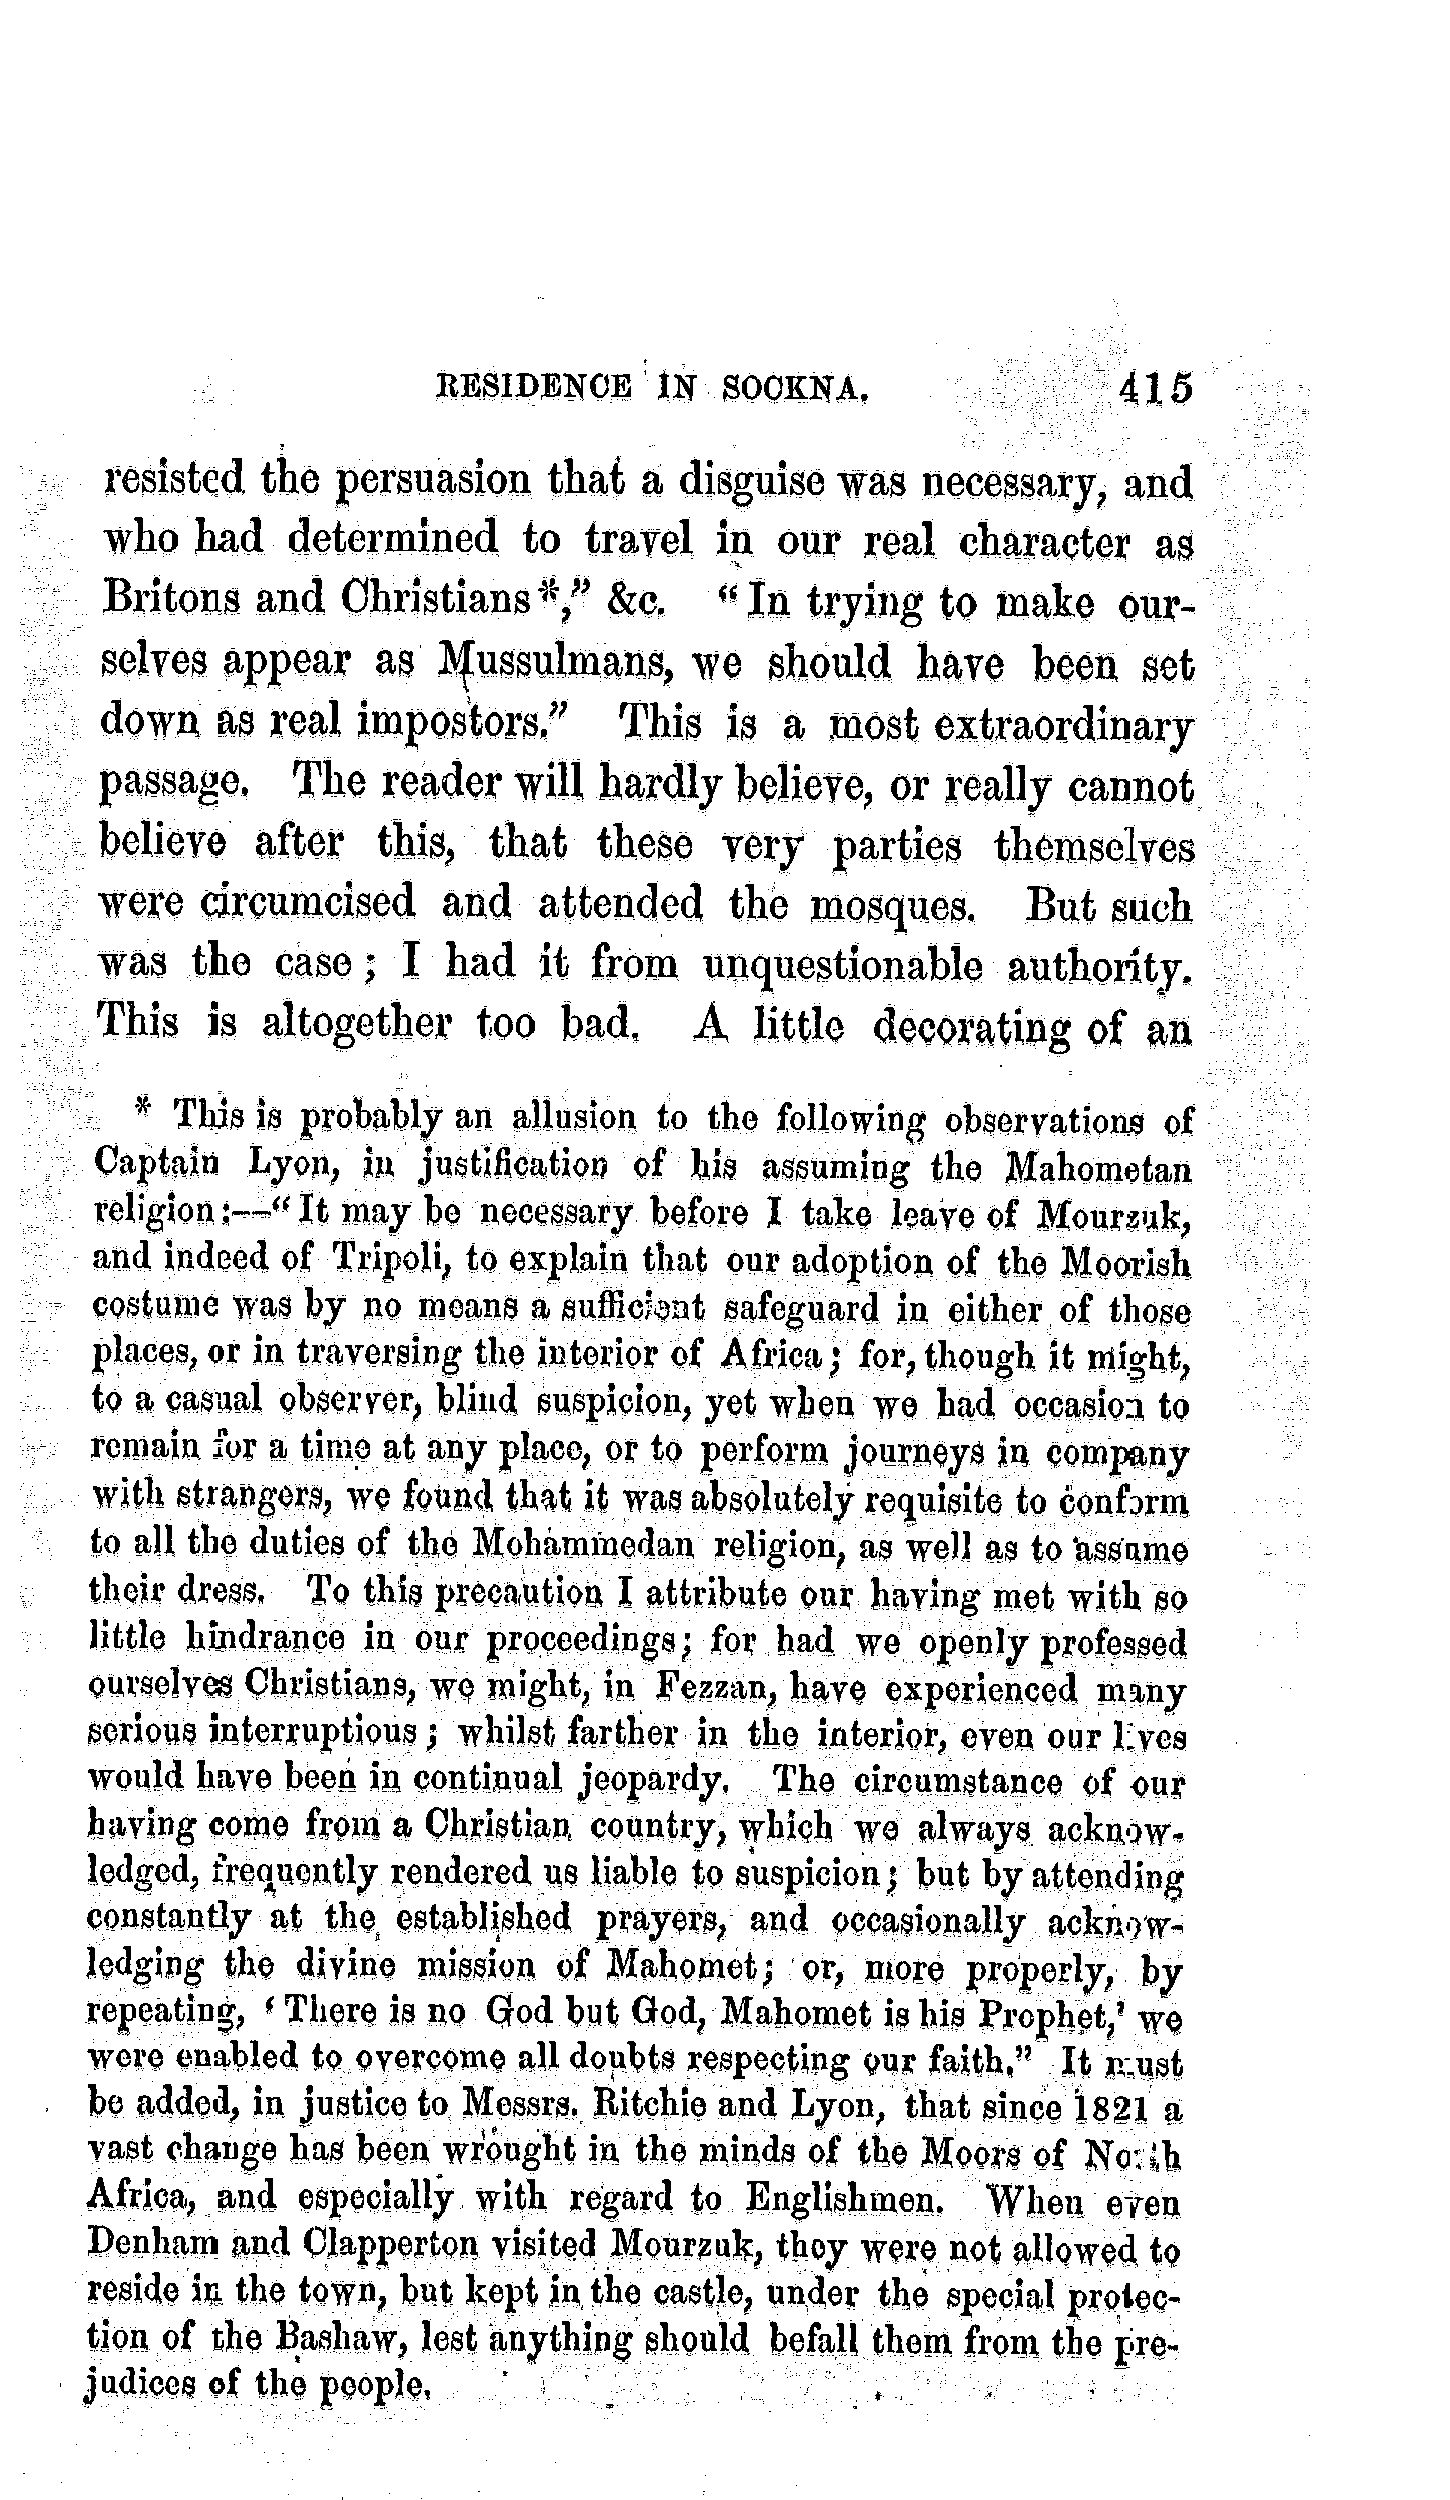 RESIDENCE IN SOCKNA. 415
resisted the persuasion that a disguise was necessary, and
who had determined to travel in our real character as
Britons and Christians*,” &c. “In trying to make our-
selves appear as Mussulmans, we should have been set
down as real impostors.” This is a most extraordinary
passage. The reader will hardly believe, or really cannot
believe after this, that these very parties themselves
were circumcised and attended the mosques. But such
was the case; I had it from unquestionable authority.
This is altogether too bad. A little decorating of an
* This is probably an allusion to the following observations of
Captain Lyon, in justification of his assuming the Mahometan
religion:—“It may be necessary before I take leave of Mourzuk,
and indeed of Tripoli, to explain that our adoption of the Moorish
costume was by no means a sufficient safeguard in either of those
places, or in traversing the interior of Africa; for, though it might,
to a casual observer, blind suspicion, yet when we had occasion to
remain for a time at any place, or to perform journeys in company
with strangers, we found that it was absolutely requisite to conform
to all the duties of the Mohammedan religion, as well as to assume
their dress. To this precaution I attribute our having met with so
little hindrance in our proceedings; for had we openly professed
ourselves Christians, we might, in Fezzan, have experienced many
serious interruptions; whilst farther in the interior, even our lives
would have been in continual jeopardy. The circumstance of our
having come from a Christian country, which we always acknow-
ledged, frequently rendered us liable to suspicion; but by attending
constantly at the established prayers, and occasionally acknow-
ledging the divine mission of Mahomet; or, more properly, by
repeating, ‘There is no God but God, Mahomet is his Prophet,’ we
were enabled to overcome all doubts respecting our faith.” It must
be added, in justice to Messrs. Ritchie and Lyon, that since 1821 a
vast change has been wrought in the minds of the Moors of North
Africa, and especially with regard to Englishmen. When even
Denham and Clapperton visited Mourzuk, they were not allowed to
reside in the town, but kept in the castle, under the special protec-
tion of the Bashaw, lest anything should befall them from the pre-
judices of the people.